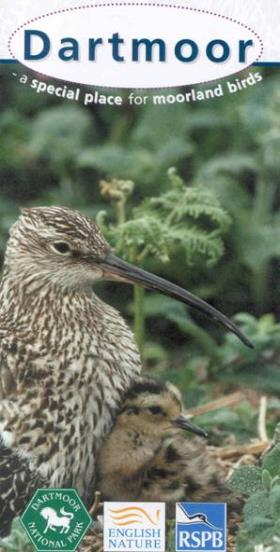 Dartmoor
- a special place for moorland birds
DARTMOOR
NATIONAL PARK
ENGLISH
NATURE
RSPB